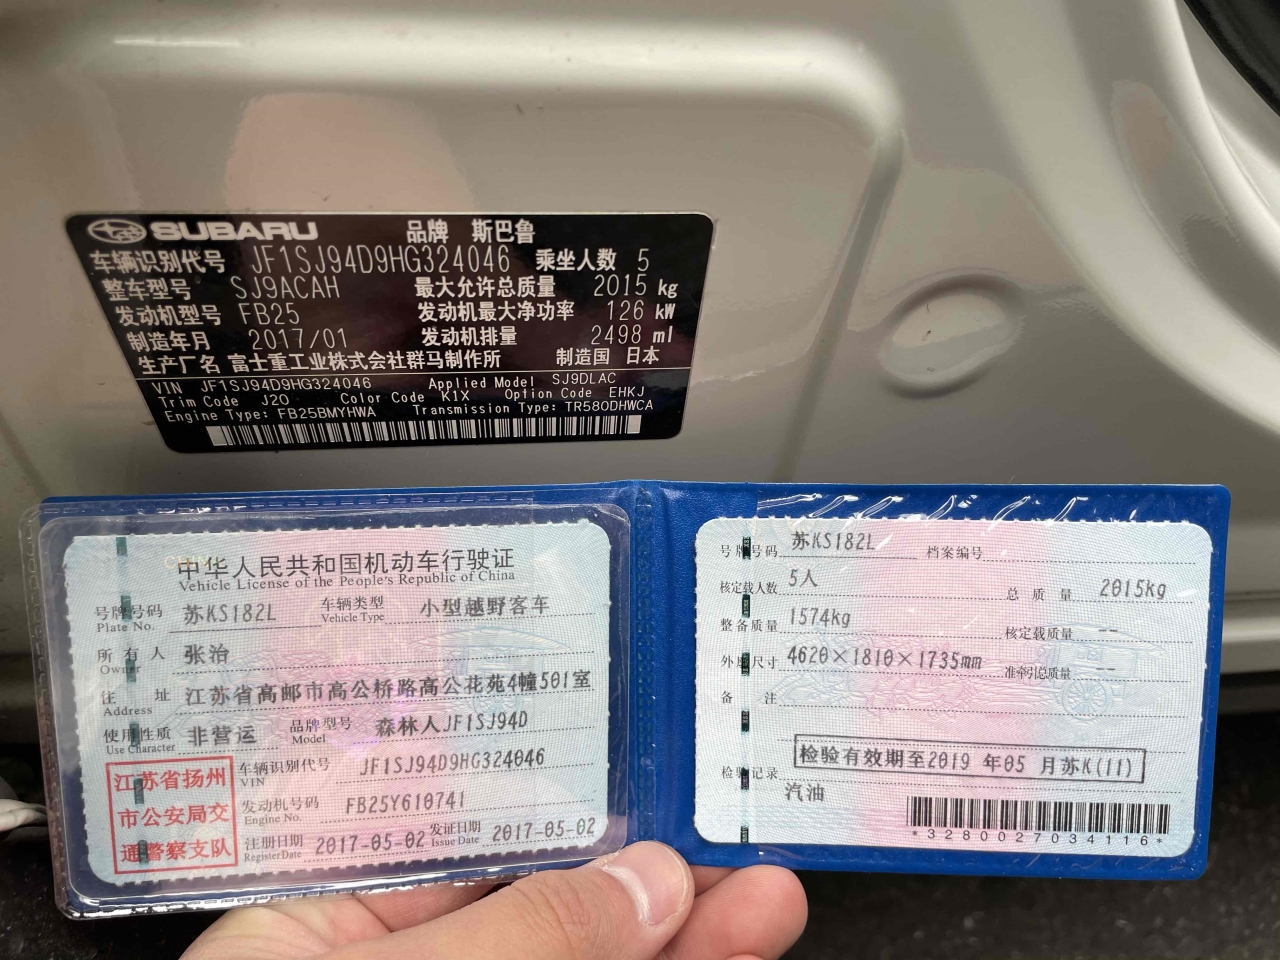 SUBARU 品牌 斯巴鲁
车辆识别代号 JF1SJ94D9HG324046 乘坐人数 5
整车型号 SJ9ACAH 最大允许总质量 2015 kg
发动机型号 FB25 发动机最大净功率 126 kW
制造年月 2017/01 发动机排量 2498 ml
生产厂名 富士重工业株式会社群马制作所 制造国 日本
VIN JF1SJ94D9HG324046 Applied Model SJ9DLAC
Trim Code J20 Color Code K1X Option Code EHKJ
Engine Type: FB25BMYHWA Transmission Type: TR580DHWCA
中华人民共和国机动车行驶证
Vehicle License of the People's Republic of China
号牌号码 苏KS182L 车辆类型 小型越野客车
Plate No. Vehicle Type
所有人 张治
Owner
住址 江苏省高邮市高公桥路高公花苑4幢501室
Address
使用性质 非营运 品牌型号 森林人JF1SJ94D
Use Character Model
江苏省扬州
市公安局交
通警察支队
车辆识别代号 JF1SJ94D9HG324046
VIN
发动机号码 FB25Y610741
Engine No.
注册日期 2017-05-02 发证日期 2017-05-02
Register Date Issue Date
号牌号码 苏KS182L 档案编号
核定载人数 5人 总质量 2015kg
整备质量 1574kg 核定载质量 --
外廓尺寸 4620×1810×1735mm 准牵引总质量 --
备注
检验有效期至2019 年05 月苏K(11)
检验记录
汽油
*3280027034116*